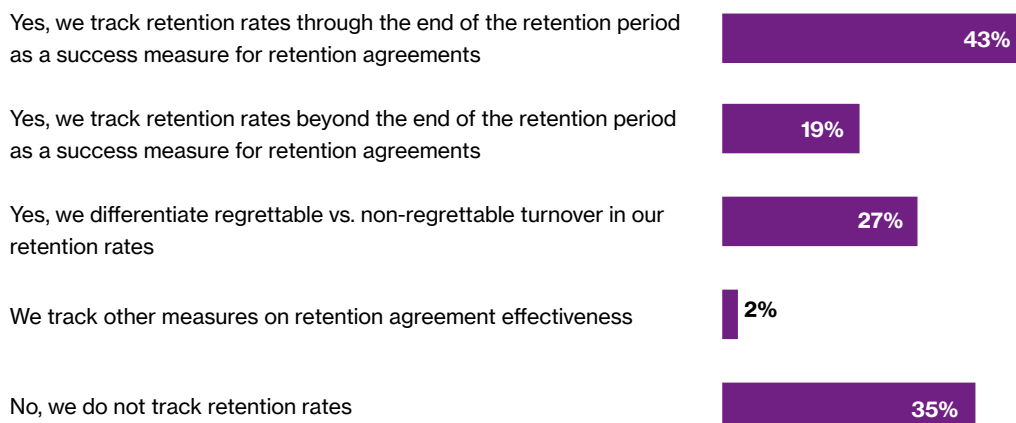 Yes, we track retention rates through the end of the retention period
as a success measure for retention agreements
43%
Yes, we track retention rates beyond the end of the retention period
as a success measure for retention agreements
19%
Yes, we differentiate regrettable vs. non-regrettable turnover in our
retention rates
27%
We track other measures on retention agreement effectiveness
2%
No, we do not track retention rates
35%